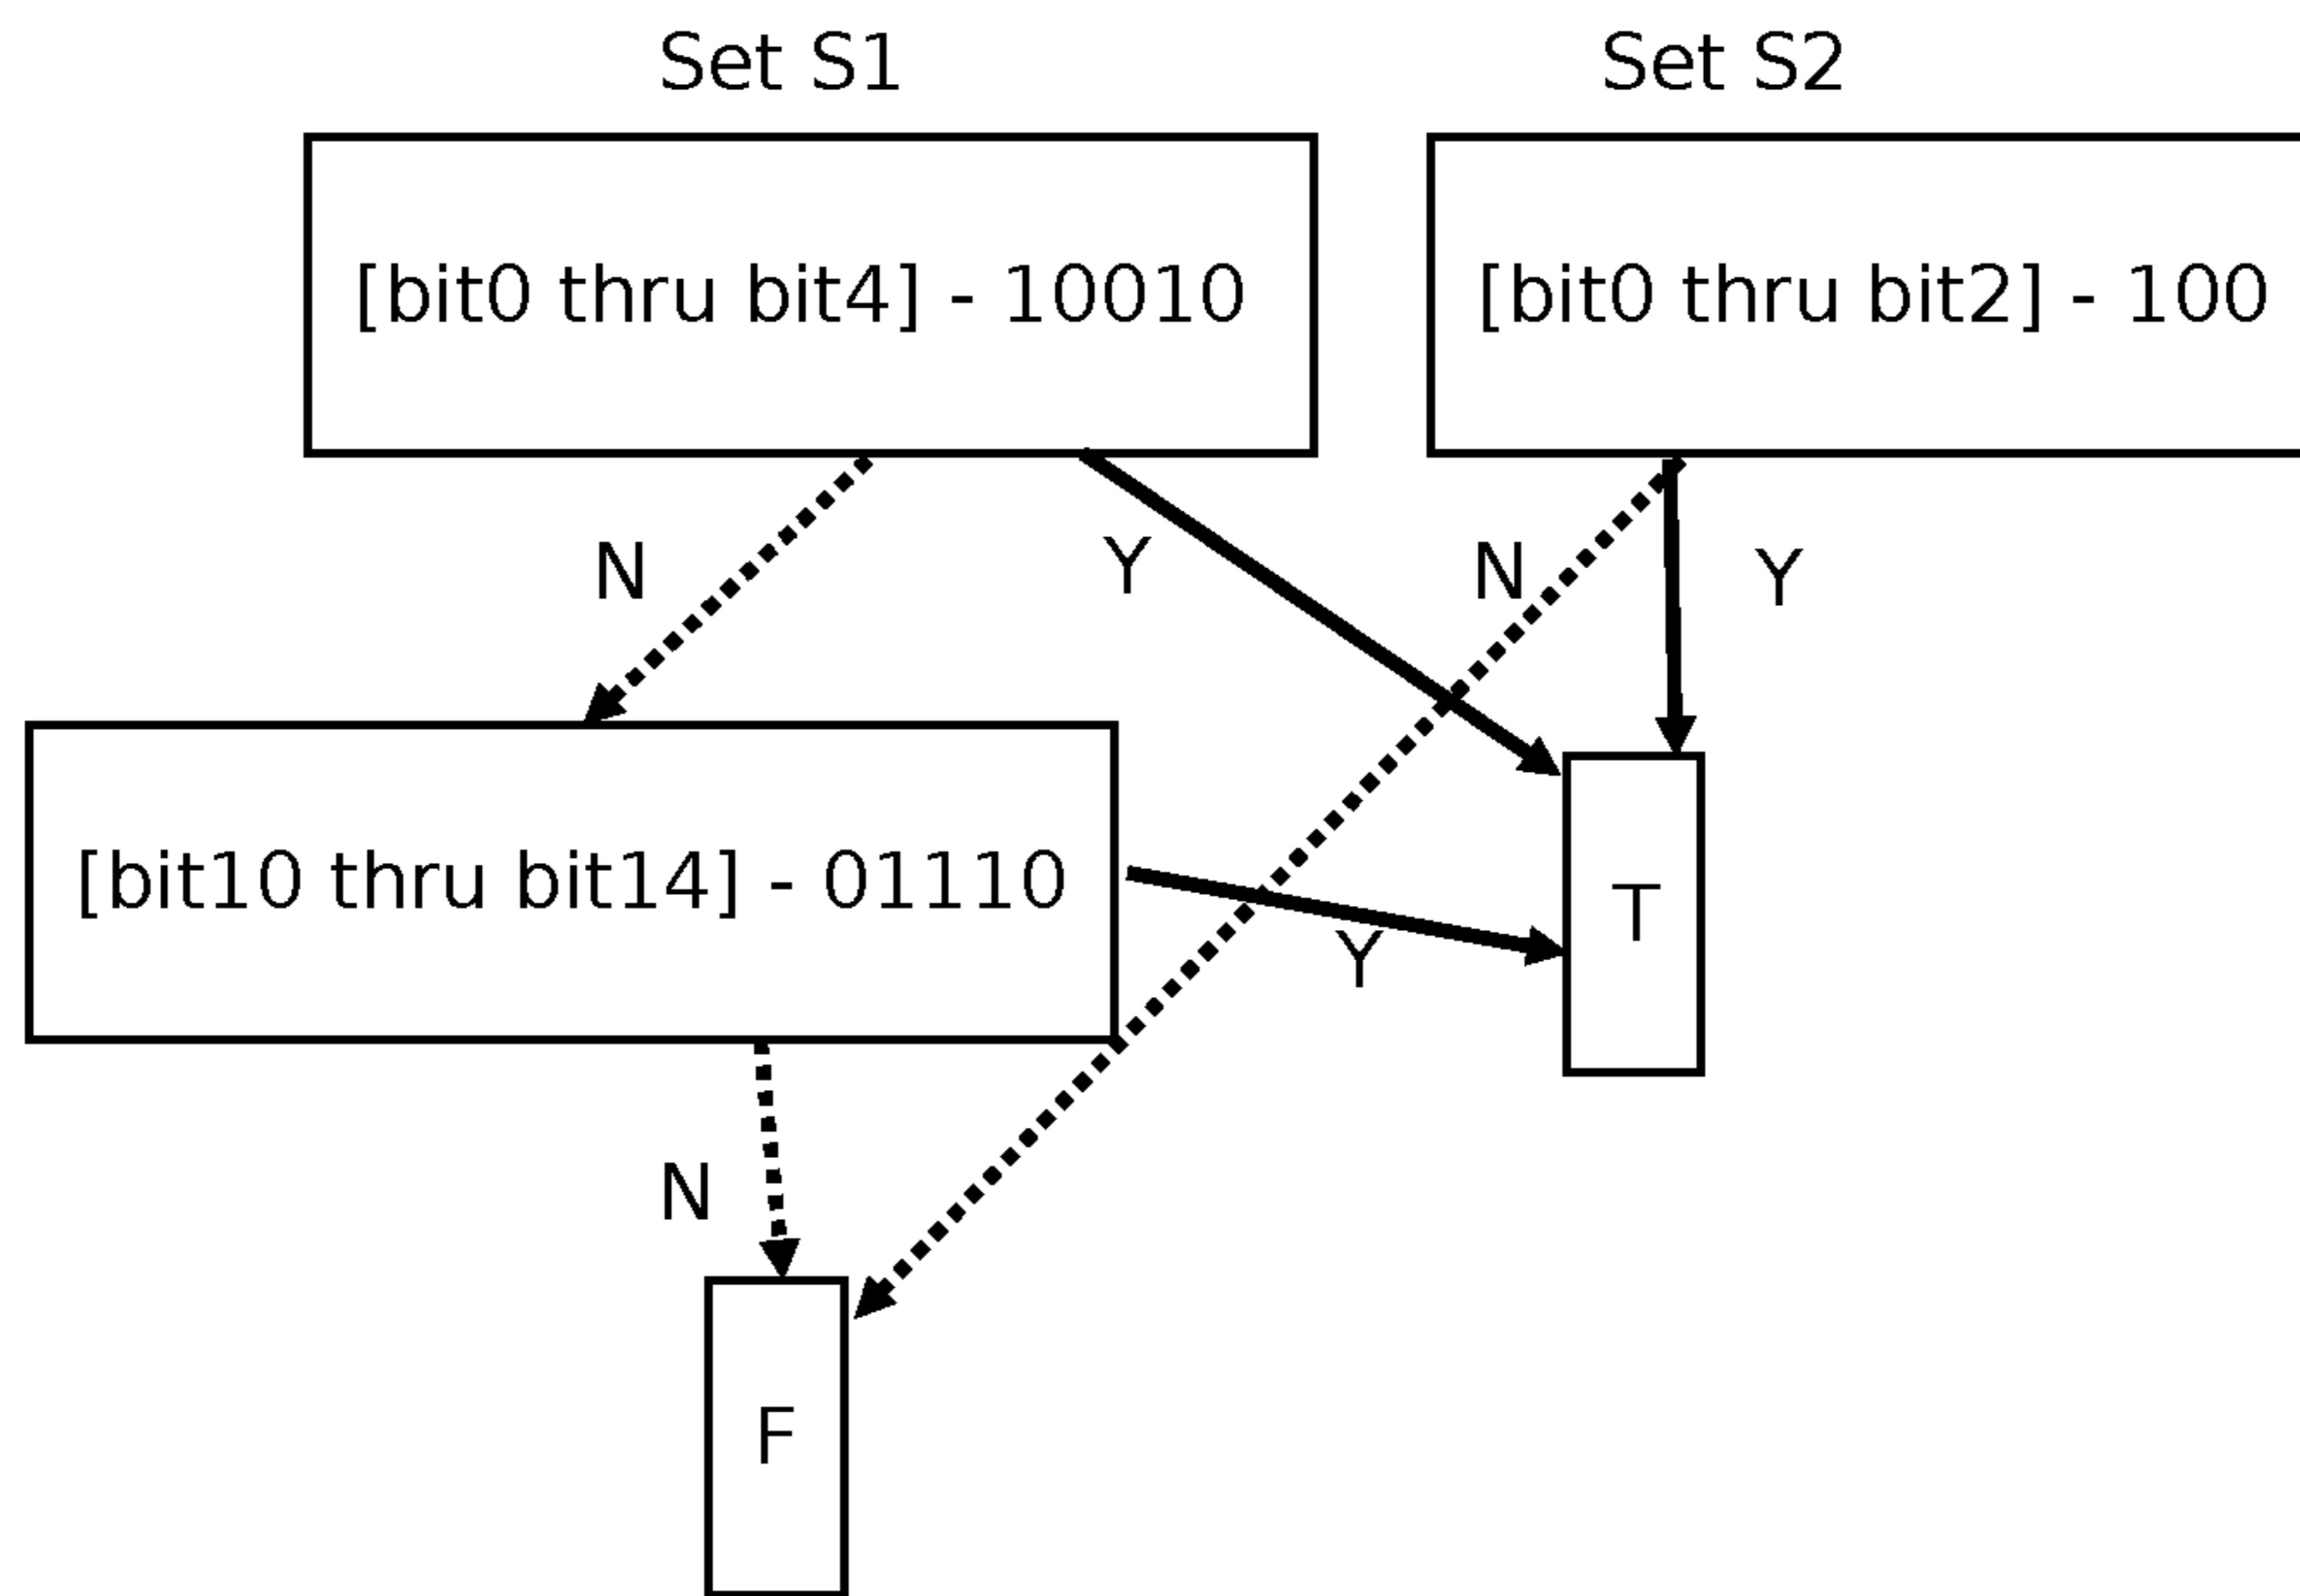 Set S1
Set S2
[bit0 thru bit4] - 10010
[bit0 thru bit2] - 100
N
Y
N
Y
[bit10 thru bit14] - 01110
T
Y
N
F